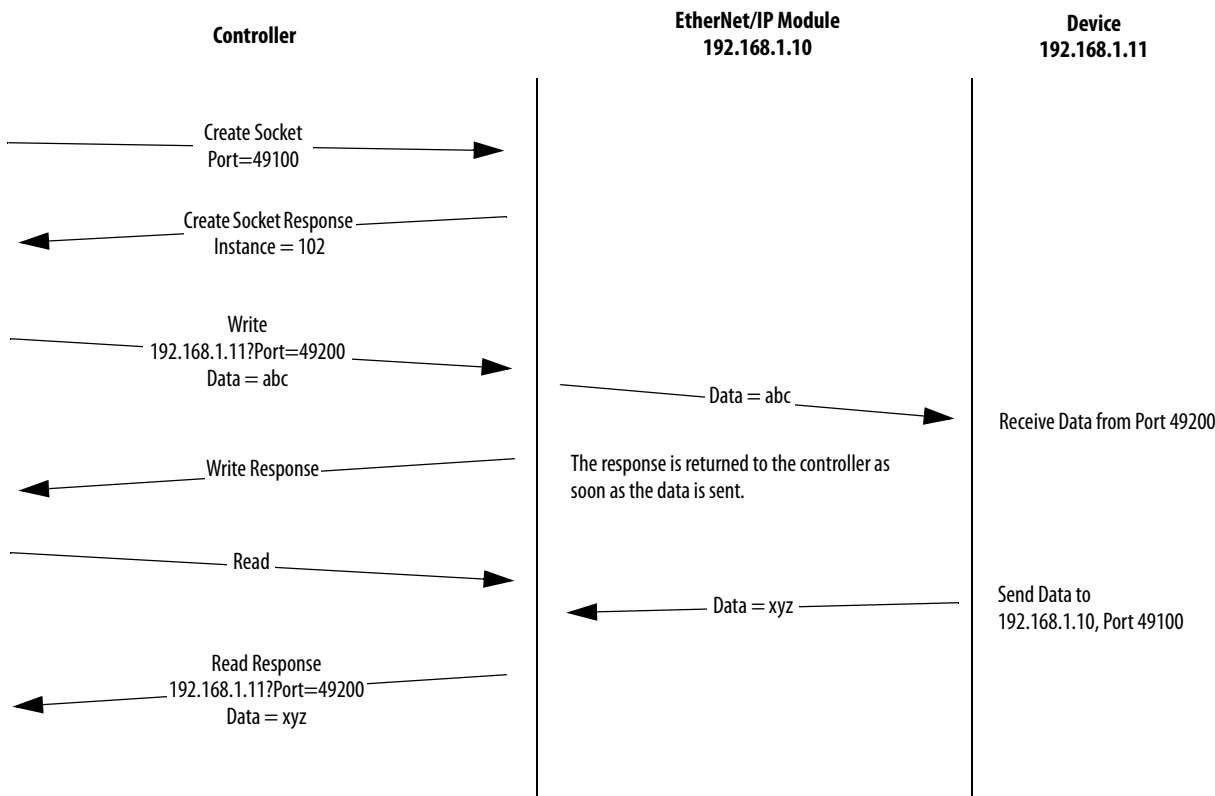 Controller
EtherNet/IP Module
192.168.1.10
Device
192.168.1.11
Create Socket
Port=49100
Create Socket Response
Instance = 102
Write
192.168.1.11?Port=49200
Data = abc
Data = abc
Receive Data from Port 49200
Write Response
The response is returned to the controller as
soon as the data is sent.
Read
Data = xyz
Send Data to
192.168.1.10, Port 49100
Read Response
192.168.1.11?Port=49200
Data = xyz